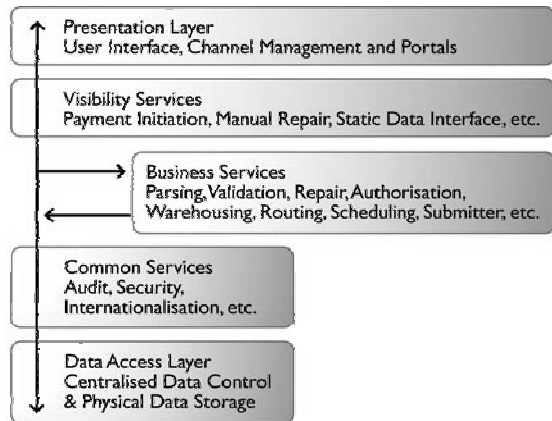 Presentation Layer
User Interface, Channel Management and Portals
Visibility Services
Payment Initiation, Manual Repair, Static Data Interface, etc.
Business Services
Parsing, Validation, Repair, Authorisation,
Warehousing, Routing, Scheduling, Submitter, etc.
Common Services
Audit, Security,
Internationalisation, etc.
Data Access Layer
Centralised Data Control
& Physical Data Storage